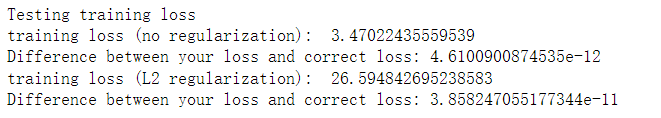 Testing training loss
training loss (no regularization):  3.47022435559539
Difference between your loss and correct loss: 4.6100900874535e-12
training loss (L2 regularization):  26.594842695238583
Difference between your loss and correct loss: 3.858247055177344e-11